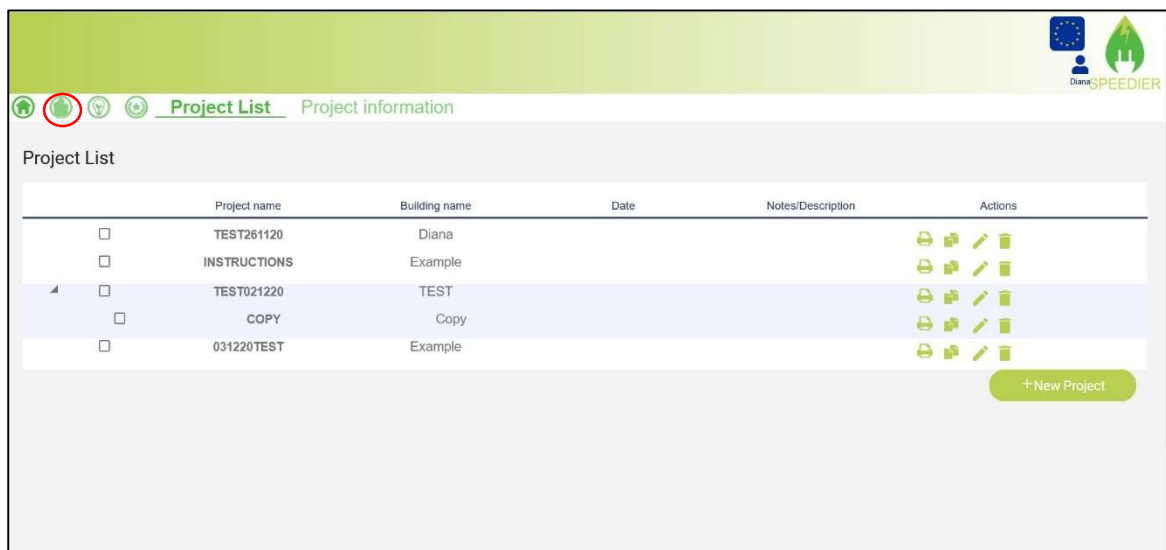 Diana SPEEDIER
Project List Project information
Project List
Project name Building name Date Notes/Description Actions
TEST261120 Diana
INSTRUCTIONS Example
TEST021220 TEST
COPY Copy
031220TEST Example
+New Project